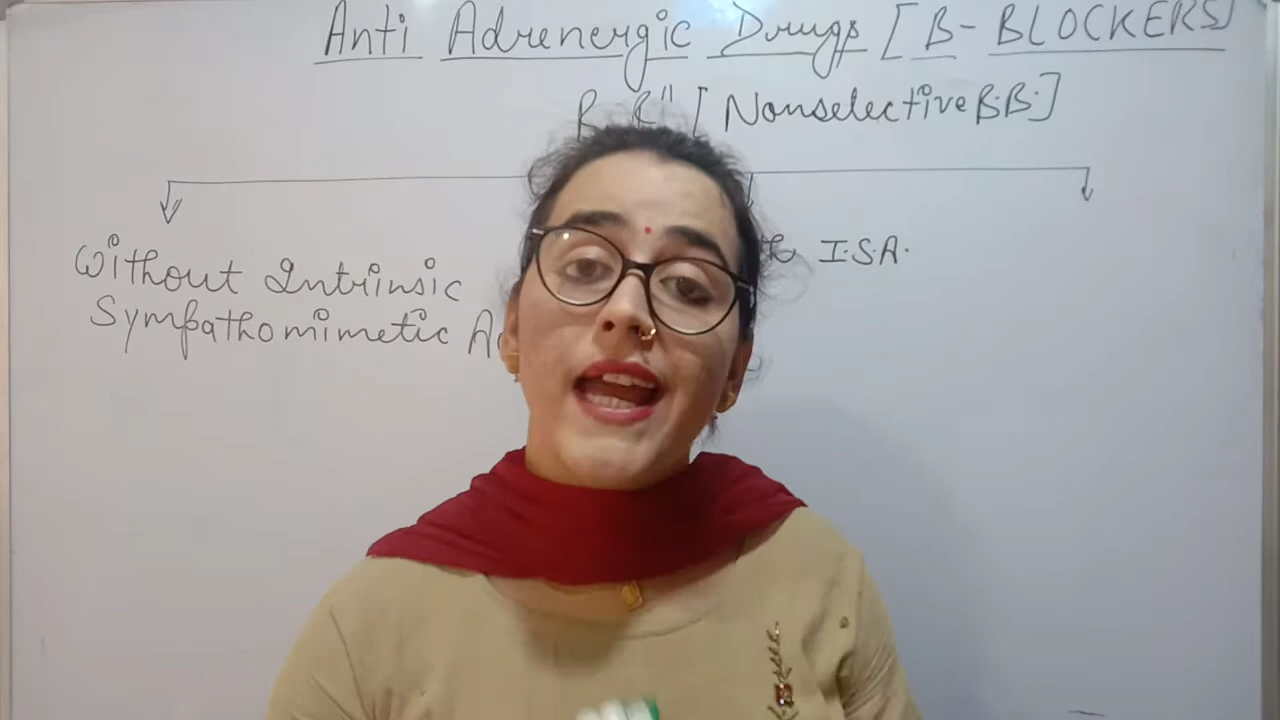 Anti Adrenergic Drugs [B-BLOCKERS]
[Nonselective B.B.]
Without Intrinsic
I.S.A.
Sympathomimetic